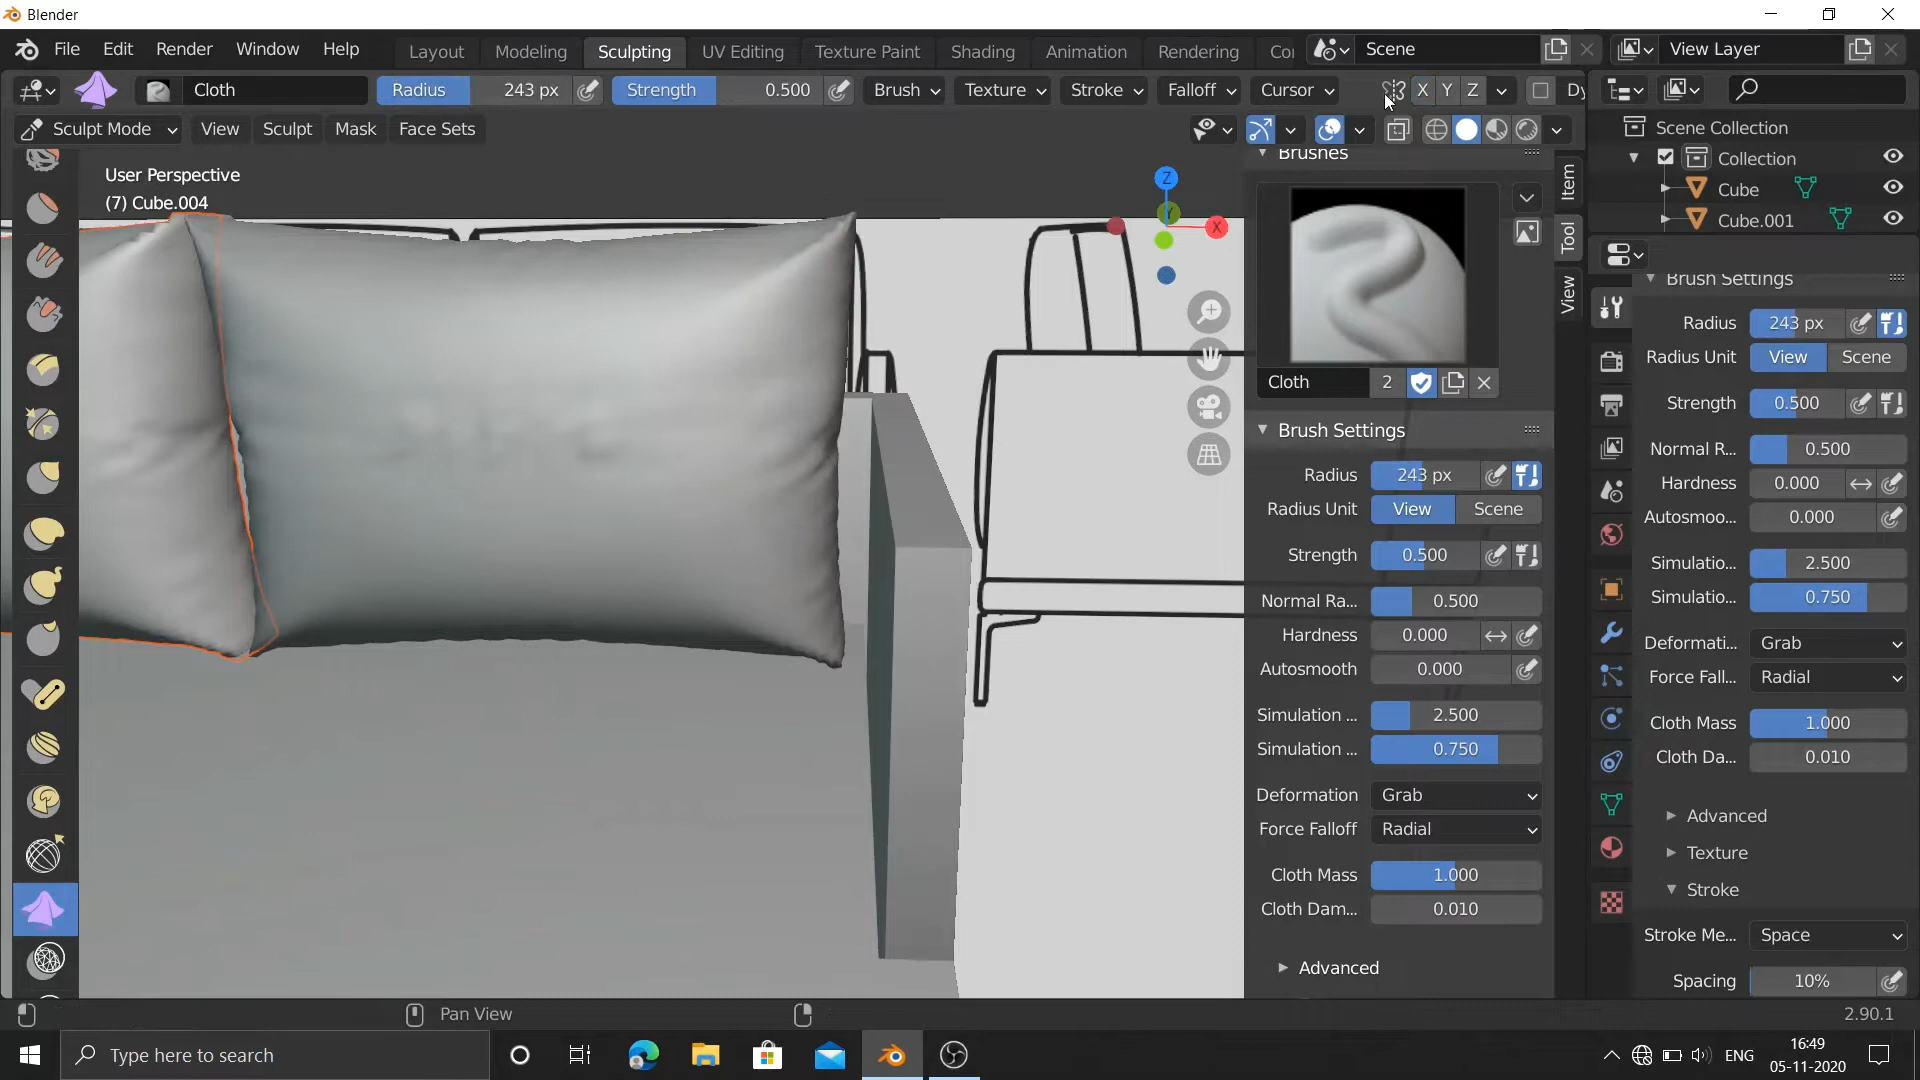 Blender
File Edit Render Window Help Layout Modeling Sculpting UV Editing Texture Paint Shading Animation Rendering Co Scene View Layer
Cloth Radius 243 px Strength 0.500 Brush Texture Stroke Falloff Cursor X Y Z Dy
Sculpt Mode View Sculpt Mask Face Sets
User Perspective
(7) Cube.004
Z
X
Brushes
Cloth 2
Brush Settings
Radius 243 px
Radius Unit View Scene
Strength 0.500
Normal Ra... 0.500
Hardness 0.000
Autosmooth 0.000
Simulation ... 2.500
Simulation ... 0.750
Deformation Grab
Force Falloff Radial
Cloth Mass 1.000
Cloth Dam... 0.010
Advanced
Item
Tool
View
Scene Collection
Collection
Cube
Cube.001
Brush Settings
Radius 243 px
Radius Unit View Scene
Strength 0.500
Normal R... 0.500
Hardness 0.000
Autosmoo... 0.000
Simulatio... 2.500
Simulatio... 0.750
Deformati... Grab
Force Fall... Radial
Cloth Mass 1.000
Cloth Da... 0.010
Advanced
Texture
Stroke
Stroke Me... Space
Spacing 10%
Pan View 2.90.1
Type here to search
ENG
16:49
05-11-2020